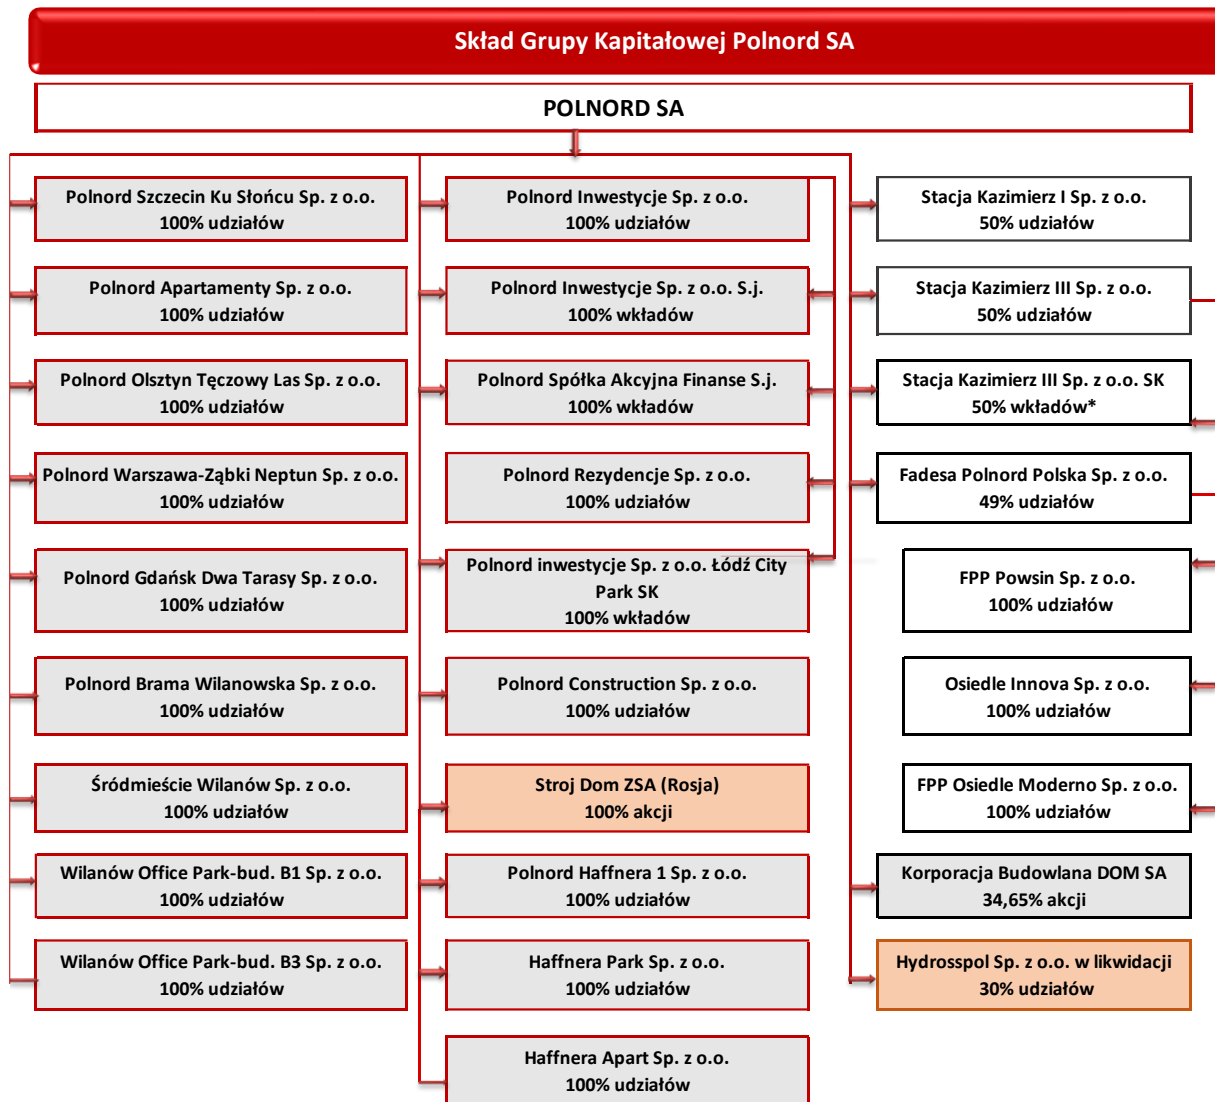 Skład Grupy Kapitałowej Polnord SA
POLNORD SA
Polnord Szczecin Ku Słońcu Sp. z o.o.
100% udziałów
Polnord Apartamenty Sp. z o.o.
100% udziałów
Polnord Olsztyn Tęczowy Las Sp. z o.o.
100% udziałów
Polnord Warszawa-Ząbki Neptun Sp. z o.o.
100% udziałów
Polnord Gdańsk Dwa Tarasy Sp. z o.o.
100% udziałów
Polnord Brama Wilanowska Sp. z o.o.
100% udziałów
Śródmieście Wilanów Sp. z o.o.
100% udziałów
Wilanów Office Park-bud. B1 Sp. z o.o.
100% udziałów
Wilanów Office Park-bud. B3 Sp. z o.o.
100% udziałów
Polnord Inwestycje Sp. z o.o.
100% udziałów
Polnord Inwestycje Sp. z o.o. S.j.
100% wkładów
Polnord Spółka Akcyjna Finanse S.j.
100% wkładów
Polnord Rezydencje Sp. z o.o.
100% udziałów
Polnord inwestycje Sp. z o.o. Łódź City
Park SK
100% wkładów
Polnord Construction Sp. z o.o.
100% udziałów
Stroj Dom ZSA (Rosja)
100% akcji
Polnord Haffnera 1 Sp. z o.o.
100% udziałów
Haffnera Park Sp. z o.o.
100% udziałów
Haffnera Apart Sp. z o.o.
100% udziałów
Stacja Kazimierz I Sp. z o.o.
50% udziałów
Stacja Kazimierz III Sp. z o.o.
50% udziałów
Stacja Kazimierz III Sp. z o.o. SK
50% wkładów*
Fadesa Polnord Polska Sp. z o.o.
49% udziałów
FPP Powsin Sp. z o.o.
100% udziałów
Osiedle Innova Sp. z o.o.
100% udziałów
FPP Osiedle Moderno Sp. z o.o.
100% udziałów
Korporacja Budowlana DOM SA
34,65% akcji
Hydrosspol Sp. z o.o. w likwidacji
30% udziałów